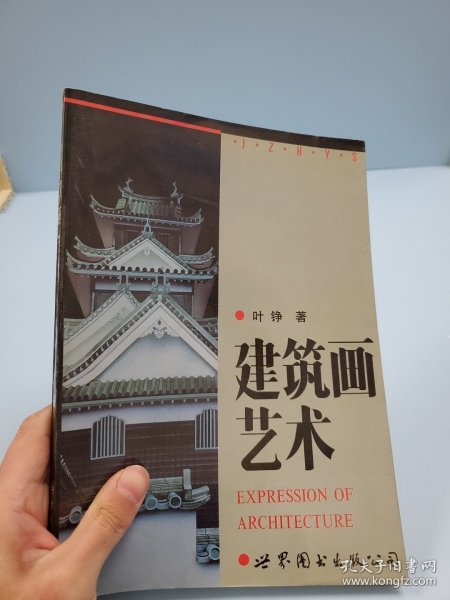 ·J·Z·H·Y·S
●叶铮 著
建筑画
艺术
EXPRESSION OF
ARCHITECTURE
●世界图书出版公司
孔夫子旧书网
www.kongfz.com